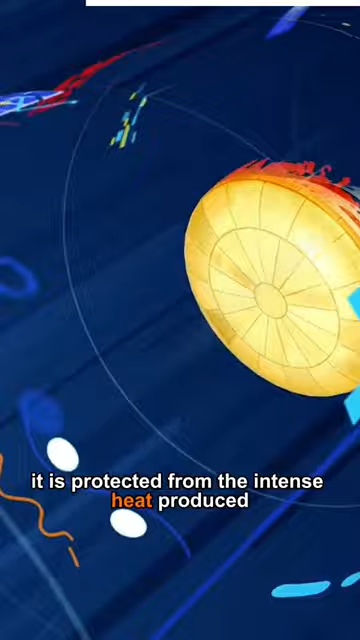 it is protected from the intense
heat produced